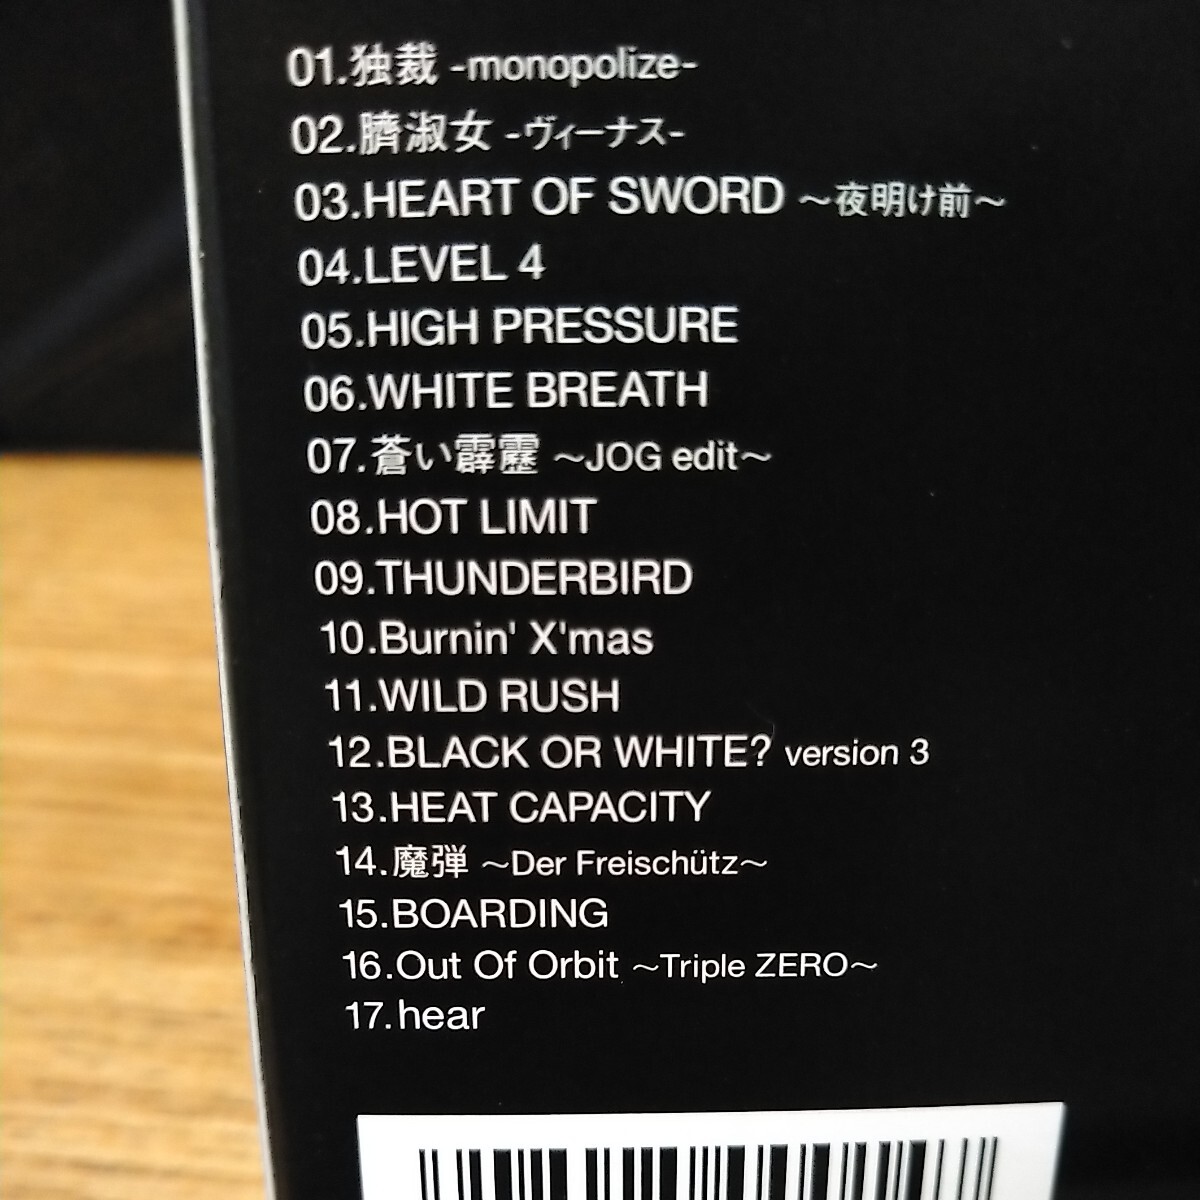 01.独裁 -monopolize-
02.臍淑女 -ヴィーナス-
03.HEART OF SWORD ～夜明け前～
04.LEVEL 4
05.HIGH PRESSURE
06.WHITE BREATH
07.蒼い霹靂 ～JOG edit～
08.HOT LIMIT
09.THUNDERBIRD
10.Burnin' X'mas
11.WILD RUSH
12.BLACK OR WHITE? version 3
13.HEAT CAPACITY
14.魔弾 ～Der Freischütz～
15.BOARDING
16.Out Of Orbit ～Triple ZERO～
17.hear